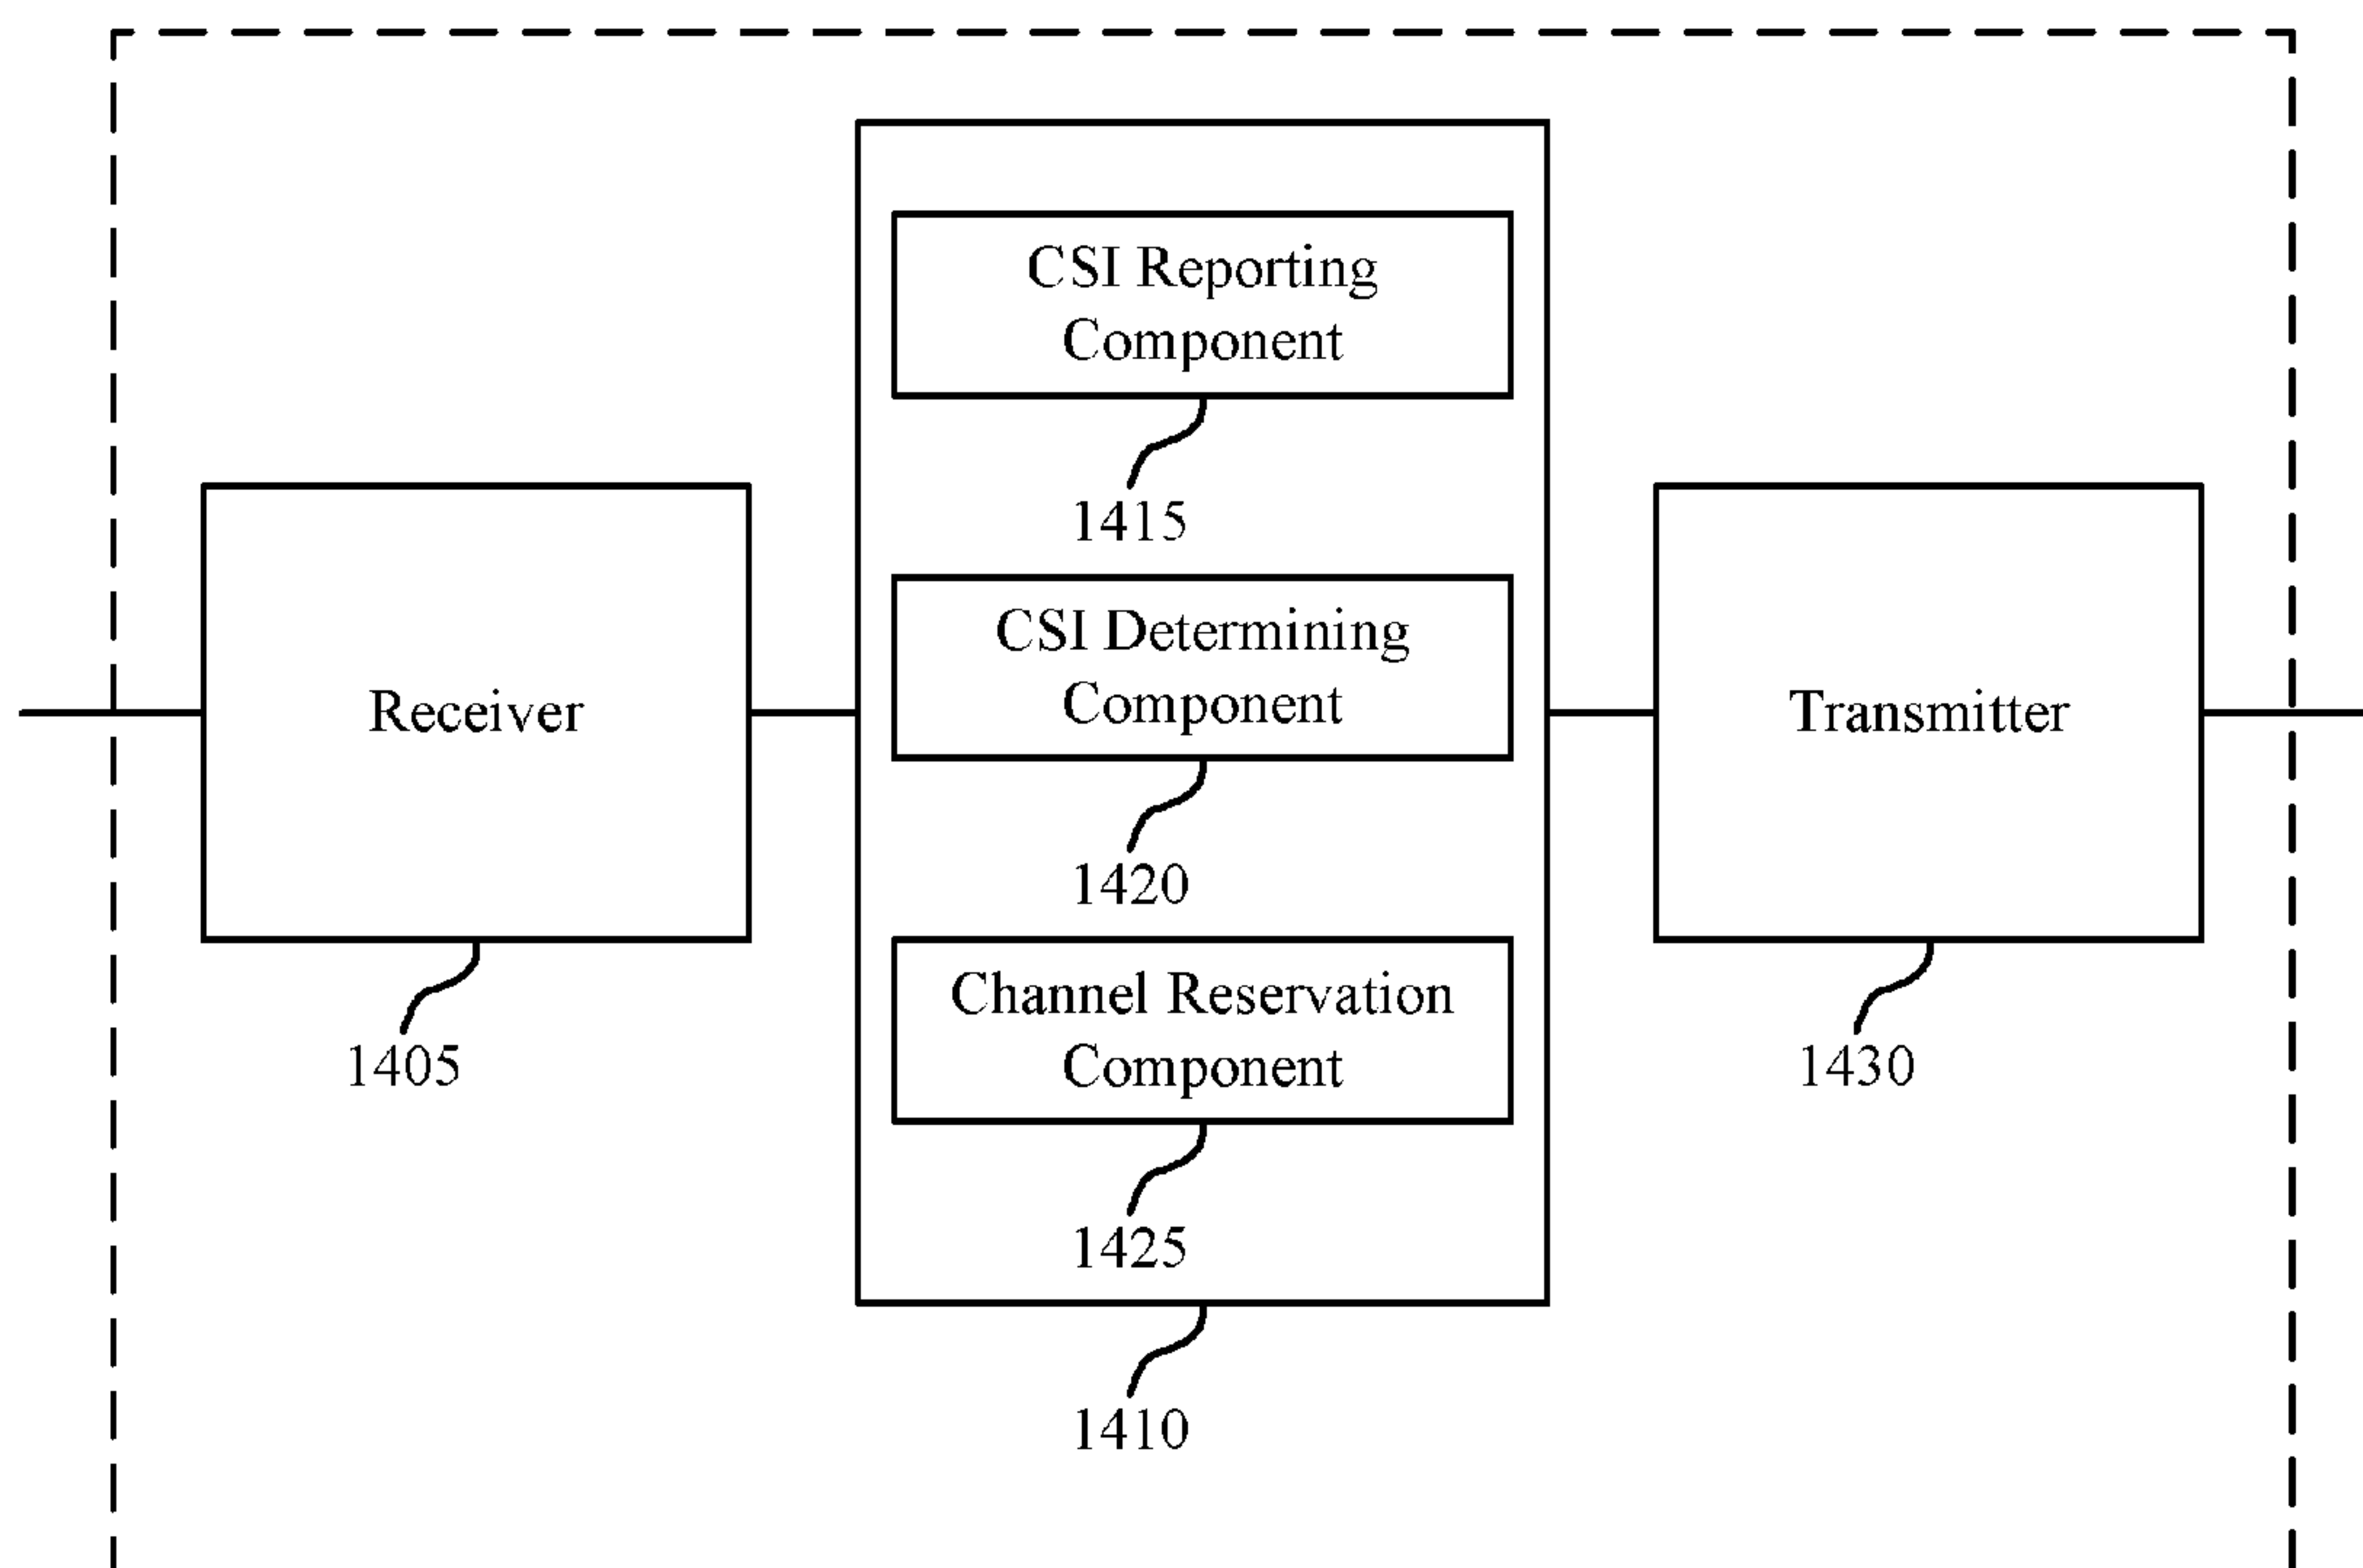 CSI Reporting
Component
1415
Receiver
1405
CSI Determining
Component
1420
Channel Reservation
Component
1425
1410
Transmitter
1430